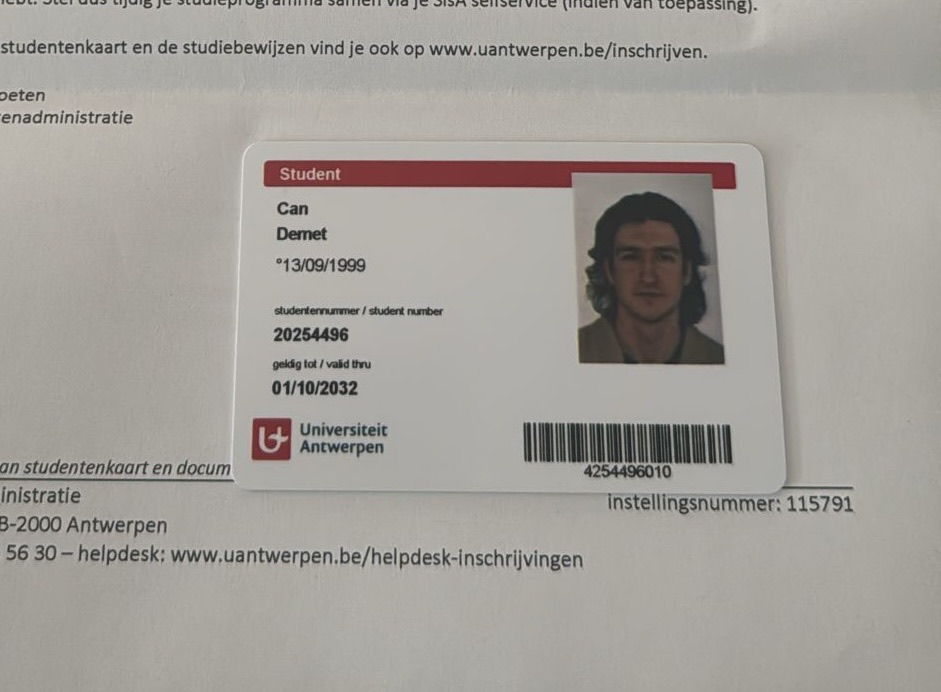 studentenkaart en de studiebewijzen vind je ook op www.uantwerpen.be/inschrijven.
oeten
enadministratie
Student
Can
Demet
°13/09/1999
studentennummer / student number
20254496
geldig tot / valid thru
01/10/2032
Universiteit
Antwerpen
4254496010
an studentenkaart en docum
inistratie
instellingsnummer: 115791
B-2000 Antwerpen
56 30 – helpdesk: www.uantwerpen.be/helpdesk-inschrijvingen